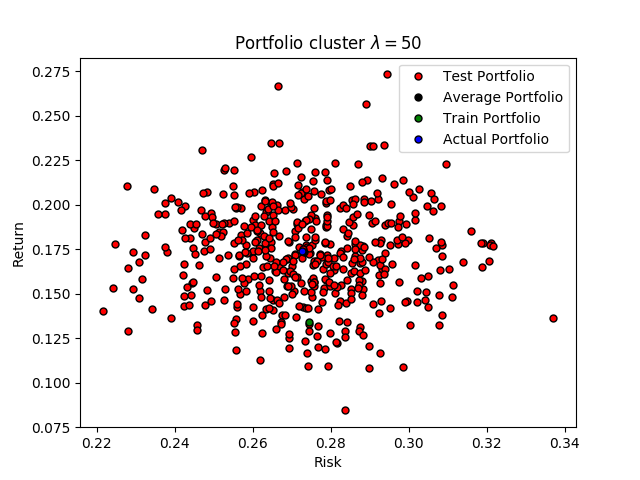 Portfolio cluster λ = 50
Test Portfolio
Average Portfolio
Train Portfolio
Actual Portfolio
Return
0.275
0.250
0.225
0.200
0.175
0.150
0.125
0.100
0.075
0.22 0.24 0.26 0.28 0.30 0.32 0.34
Risk